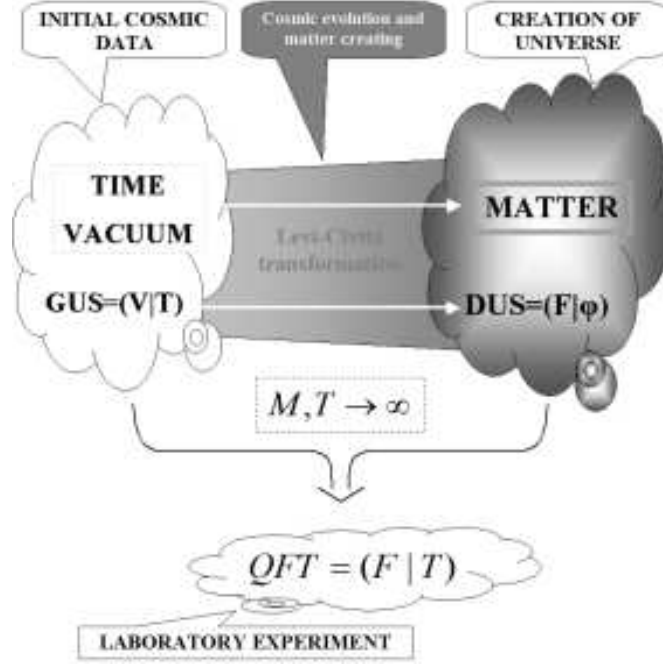 INITIAL COSMIC
DATA
Cosmic evolution and
matter creating
CREATION OF
UNIVERSE
TIME
VACUUM
Levi-Civita
transformation
MATTER
GUS=(V|T)
DUS=(F|φ)
M,T → ∞
QFT = (F | T)
LABORATORY EXPERIMENT